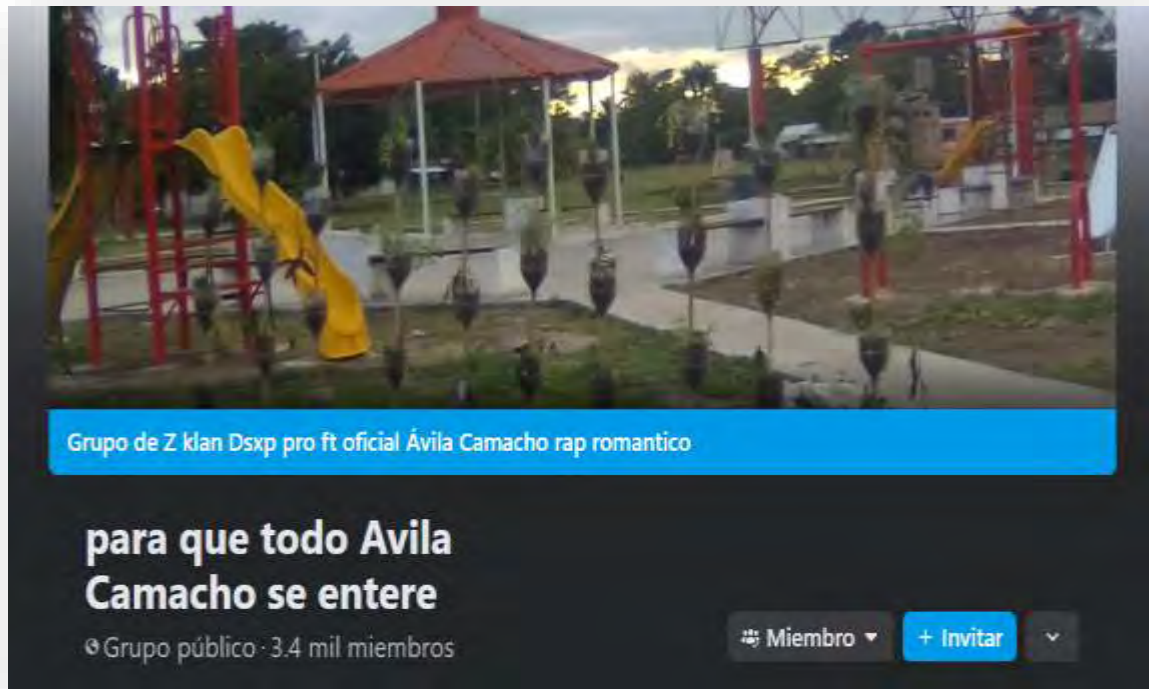 Grupo de Z klan Dsxp pro ft oficial Ávila Camacho rap romantico
para que todo Avila
Camacho se entere
Grupo público · 3.4 mil miembros
Miembro
+ Invitar